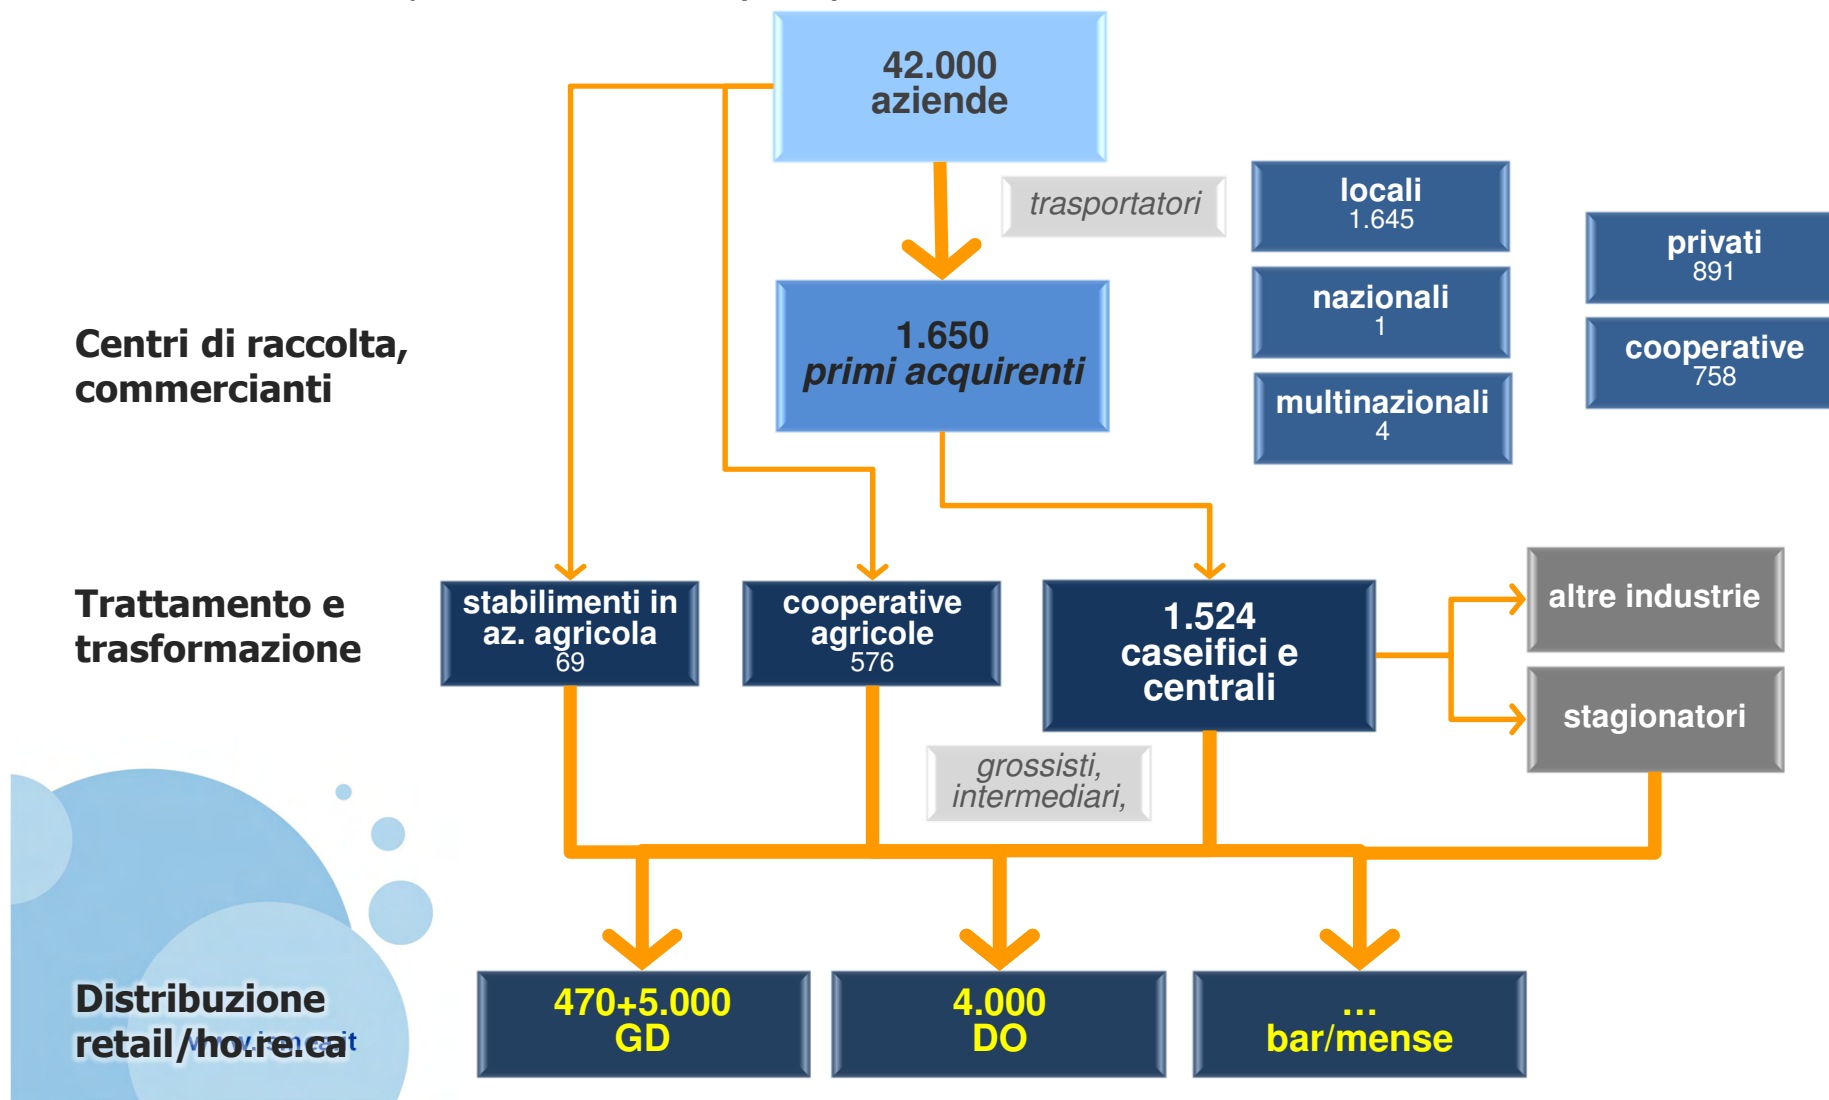 42.000
aziende
trasportatori
locali
1.645
privati
891
nazionali
1
Centri di raccolta,
commercianti
1.650
primi acquirenti
cooperative
758
multinazionali
4
Trattamento e
trasformazione
stabilimenti in
az. agricola
69
cooperative
agricole
576
1.524
caseifici e
centrali
altre industrie
stagionatori
grossisti,
intermediari,
Distribuzione
retail/ho.re.ca
470+5.000
GD
4.000
DO
...
bar/mense